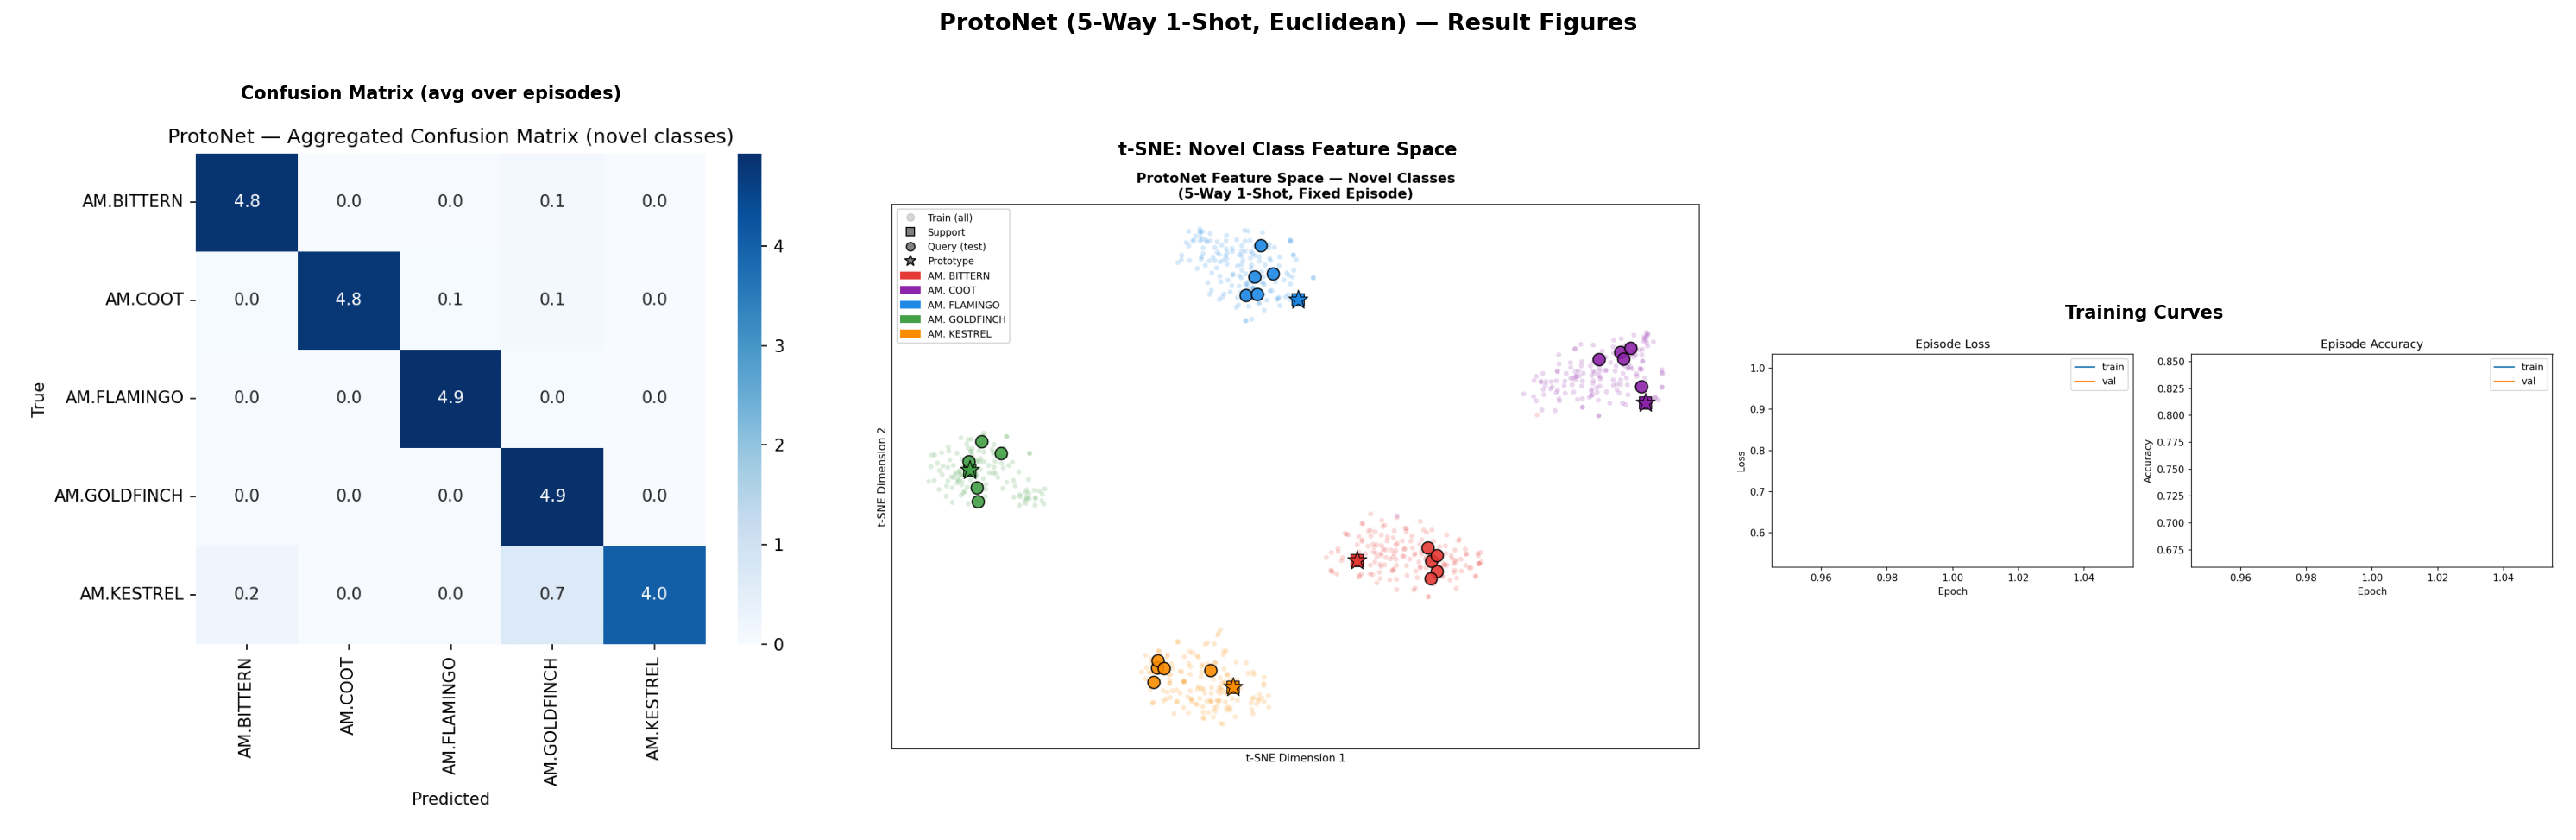 ProtoNet (5-Way 1-Shot, Euclidean) — Result Figures
Confusion Matrix (avg over episodes)
ProtoNet — Aggregated Confusion Matrix (novel classes)
True
AM.BITTERN
4.8 0.0 0.0 0.1 0.0
AM.COOT
0.0 4.8 0.1 0.1 0.0
AM.FLAMINGO
0.0 0.0 4.9 0.0 0.0
AM.GOLDFINCH
0.0 0.0 0.0 4.9 0.0
AM.KESTREL
0.2 0.0 0.0 0.7 4.0
AM.BITTERN
AM.COOT
AM.FLAMINGO
AM.GOLDFINCH
AM.KESTREL
Predicted
4
3
2
1
0
t-SNE: Novel Class Feature Space
ProtoNet Feature Space — Novel Classes
(5-Way 1-Shot, Fixed Episode)
Train (all)
Support
Query (test)
Prototype
AM. BITTERN
AM. COOT
AM. FLAMINGO
AM. GOLDFINCH
AM. KESTREL
t-SNE Dimension 2
t-SNE Dimension 1
Training Curves
Episode Loss
train
val
1.0
0.9
0.8
0.7
0.6
Loss
0.96 0.98 1.00 1.02 1.04
Epoch
Episode Accuracy
train
val
0.850
0.825
0.800
0.775
0.750
0.725
0.700
0.675
Accuracy
0.96 0.98 1.00 1.02 1.04
Epoch